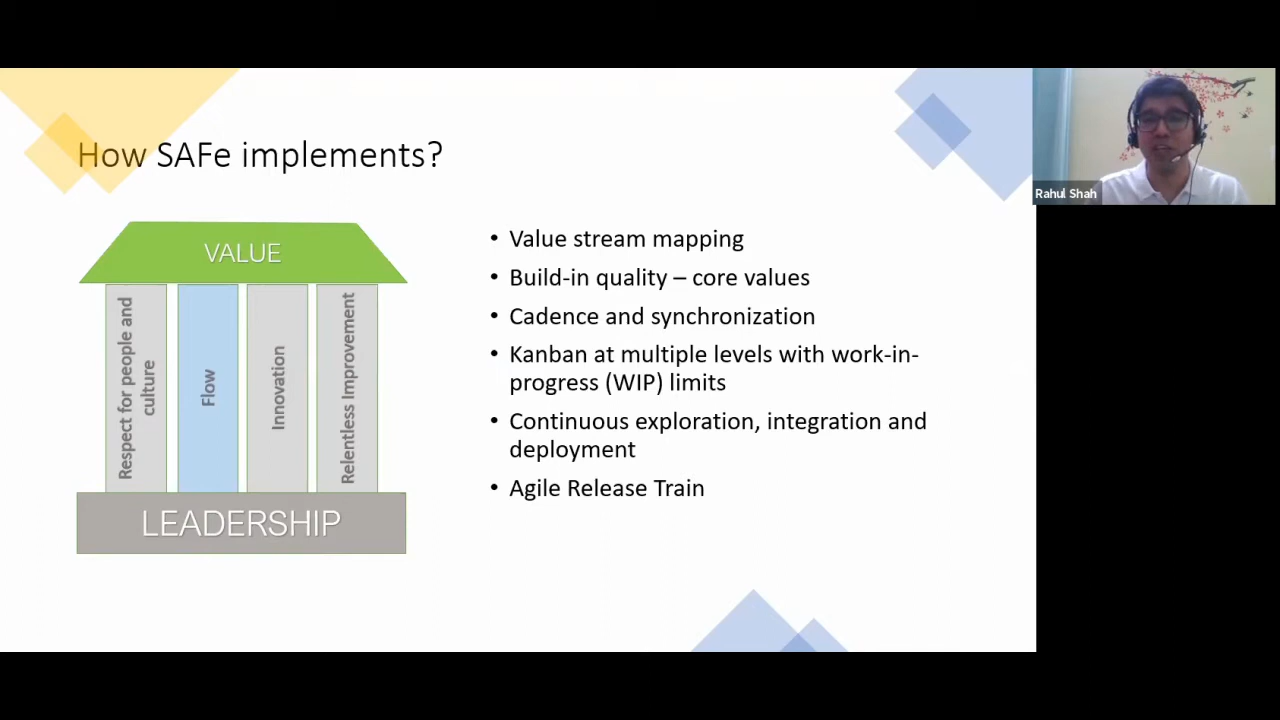 How SAFe implements?
Rahul Shah
VALUE
Respect for people and
culture
Flow
Innovation
Relentless Improvement
LEADERSHIP
• Value stream mapping
• Build-in quality – core values
• Cadence and synchronization
• Kanban at multiple levels with work-in-
progress (WIP) limits
• Continuous exploration, integration and
deployment
• Agile Release Train